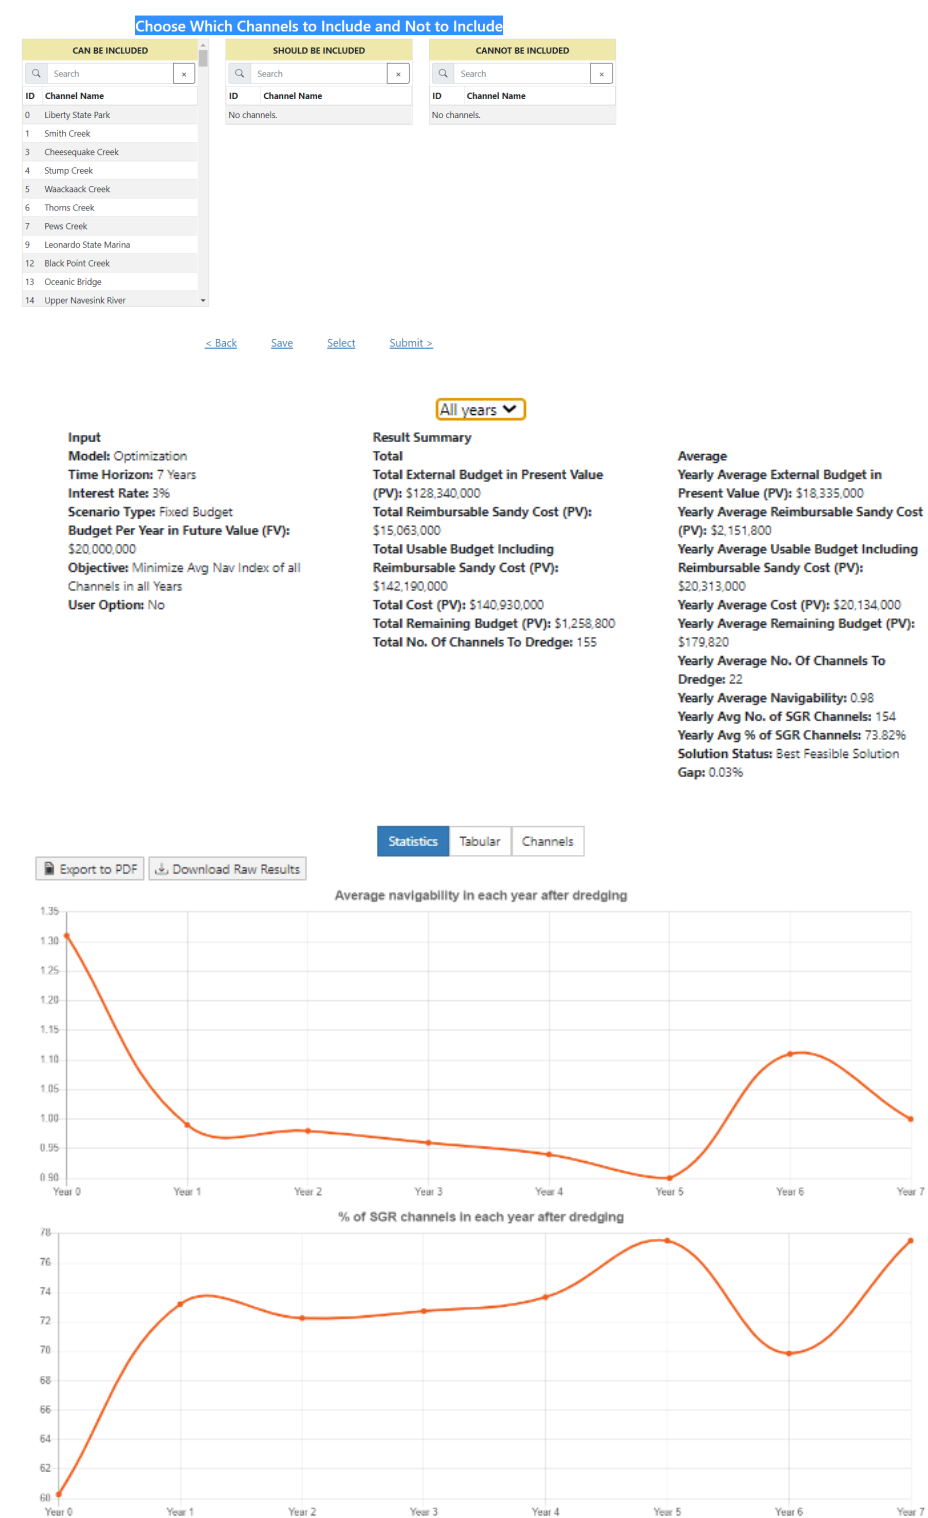 Choose Which Channels to Include and Not to Include
CAN BE INCLUDED
Search
×
ID Channel Name
0 Liberty State Park
1 Smith Creek
3 Cheesequake Creek
4 Stump Creek
5 Waackaack Creek
6 Thorns Creek
7 Pews Creek
9 Leonardo State Marina
12 Black Point Creek
13 Oceanic Bridge
14 Upper Navesink River
SHOULD BE INCLUDED
Search
×
ID Channel Name
No channels.
CANNOT BE INCLUDED
Search
×
ID Channel Name
No channels.
< Back Save Select Submit >
All years
Input
Model: Optimization
Time Horizon: 7 Years
Interest Rate: 3%
Scenario Type: Fixed Budget
Budget Per Year in Future Value (FV):
$20,000,000
Objective: Minimize Avg Nav Index of all
Channels in all Years
User Option: No
Result Summary
Total
Total External Budget in Present Value
(PV): $128,340,000
Total Reimbursable Sandy Cost (PV):
$15,063,000
Total Usable Budget Including
Reimbursable Sandy Cost (PV):
$142,190,000
Total Cost (PV): $140,930,000
Total Remaining Budget (PV): $1,258,800
Total No. Of Channels To Dredge: 155
Average
Yearly Average External Budget in
Present Value (PV): $18,335,000
Yearly Average Reimbursable Sandy Cost
(PV): $2,151,800
Yearly Average Usable Budget Including
Reimbursable Sandy Cost (PV):
$20,313,000
Yearly Average Cost (PV): $20,134,000
Yearly Average Remaining Budget (PV):
$179,820
Yearly Average No. Of Channels To
Dredge: 22
Yearly Average Navigability: 0.98
Yearly Avg No. of SGR Channels: 154
Yearly Avg % of SGR Channels: 73.82%
Solution Status: Best Feasible Solution
Gap: 0.03%
Statistics Tabular Channels
Export to PDF Download Raw Results
Average navigability in each year after dredging
1.35
1.30
1.25
1.20
1.15
1.10
1.05
1.00
0.95
0.90
Year 0 Year 1 Year 2 Year 3 Year 4 Year 5 Year 6 Year 7
% of SGR channels in each year after dredging
78
76
74
72
70
68
66
64
62
60
Year 0 Year 1 Year 2 Year 3 Year 4 Year 5 Year 6 Year 7